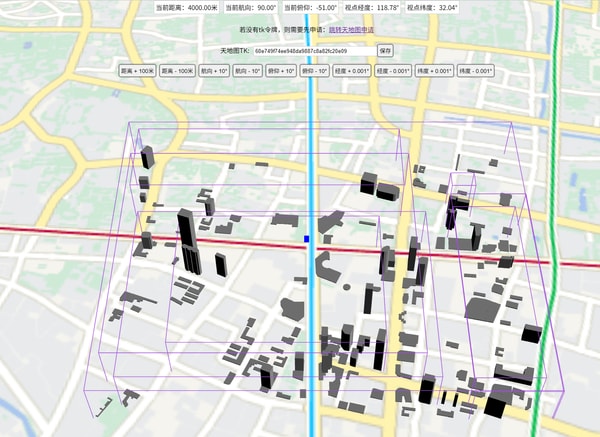 当前距离：4000.00米 当前航向：90.00° 当前俯仰：-51.00° 视点经度：118.78° 视点纬度：32.04°
若没有tk令牌，则需要先申请：跳转天地图申请
天地图TK： 保存
距离 + 100米 距离 - 100米 航向 + 10° 航向 - 10° 俯仰 + 10° 俯仰 - 10° 经度 + 0.001° 经度 - 0.001° 纬度 + 0.001° 纬度 - 0.001°